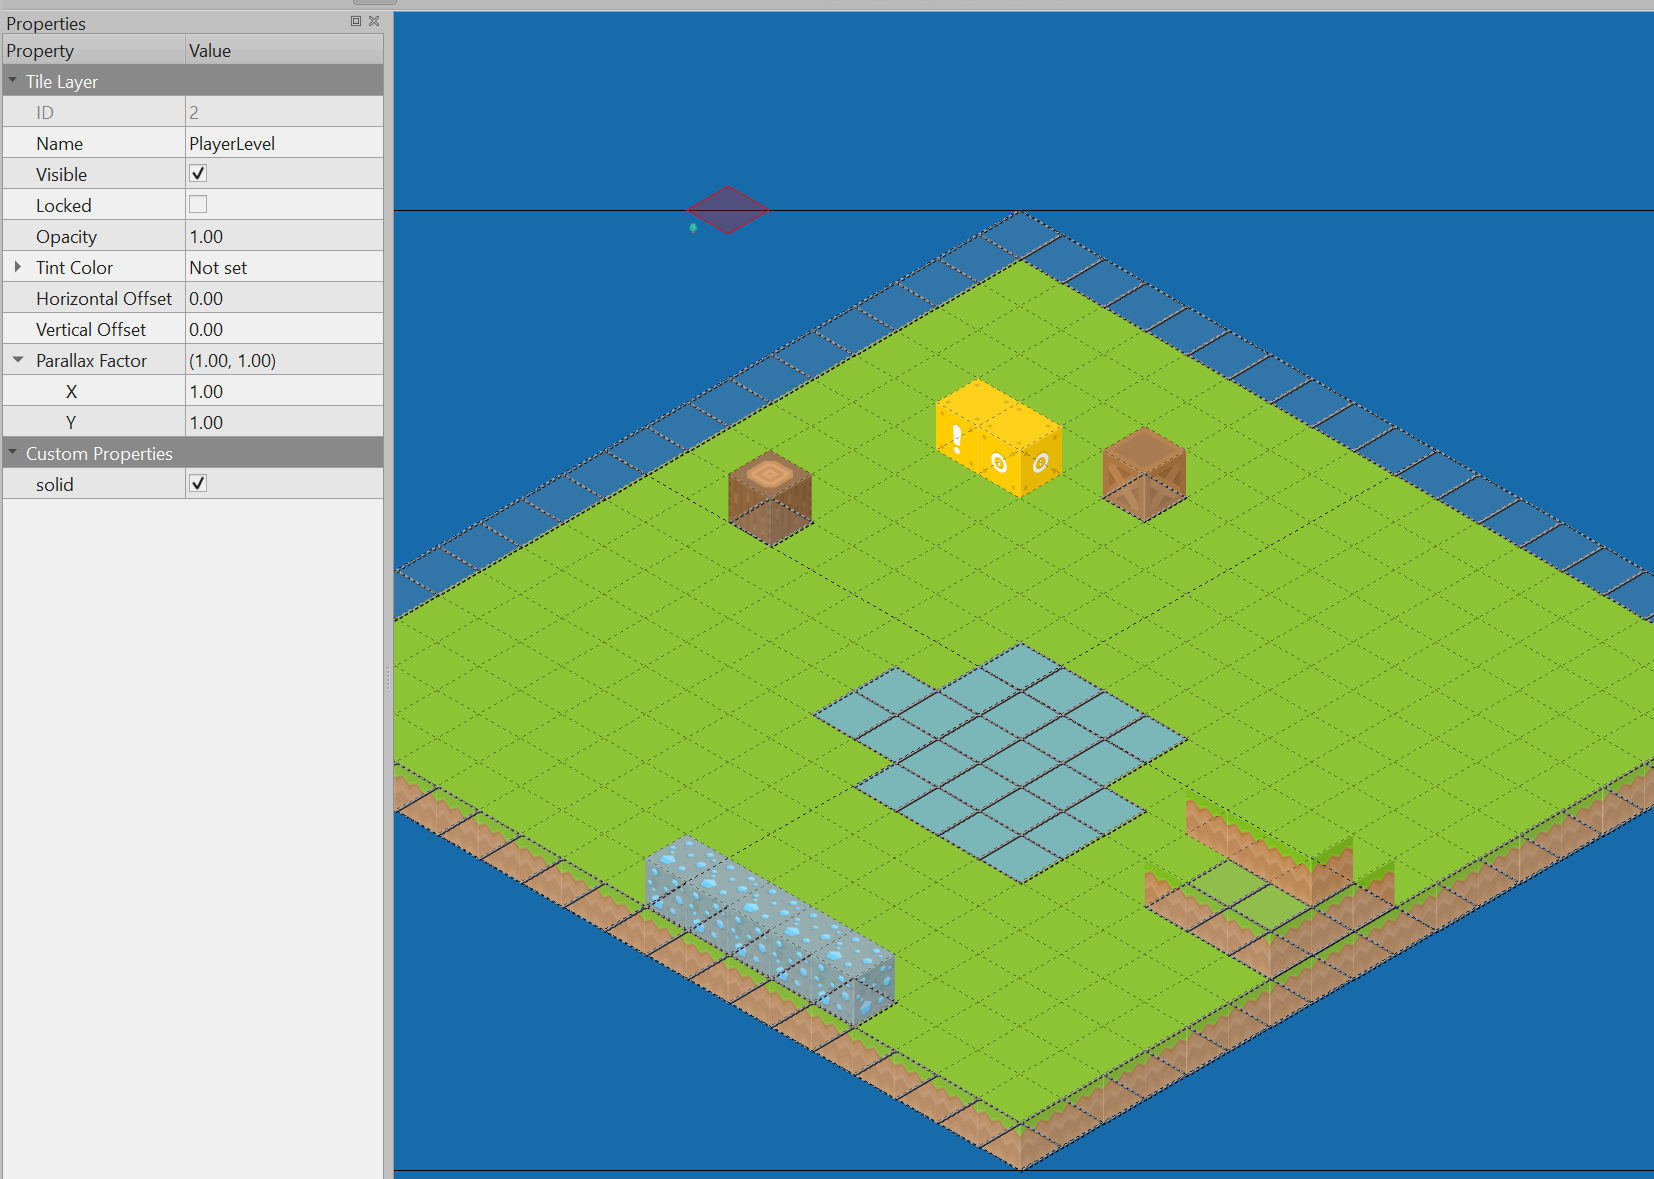 Properties
Property Value
Tile Layer
ID 2
Name PlayerLevel
Visible
Locked
Opacity 1.00
Tint Color Not set
Horizontal Offset 0.00
Vertical Offset 0.00
Parallax Factor (1.00, 1.00)
X 1.00
Y 1.00
Custom Properties
solid
!